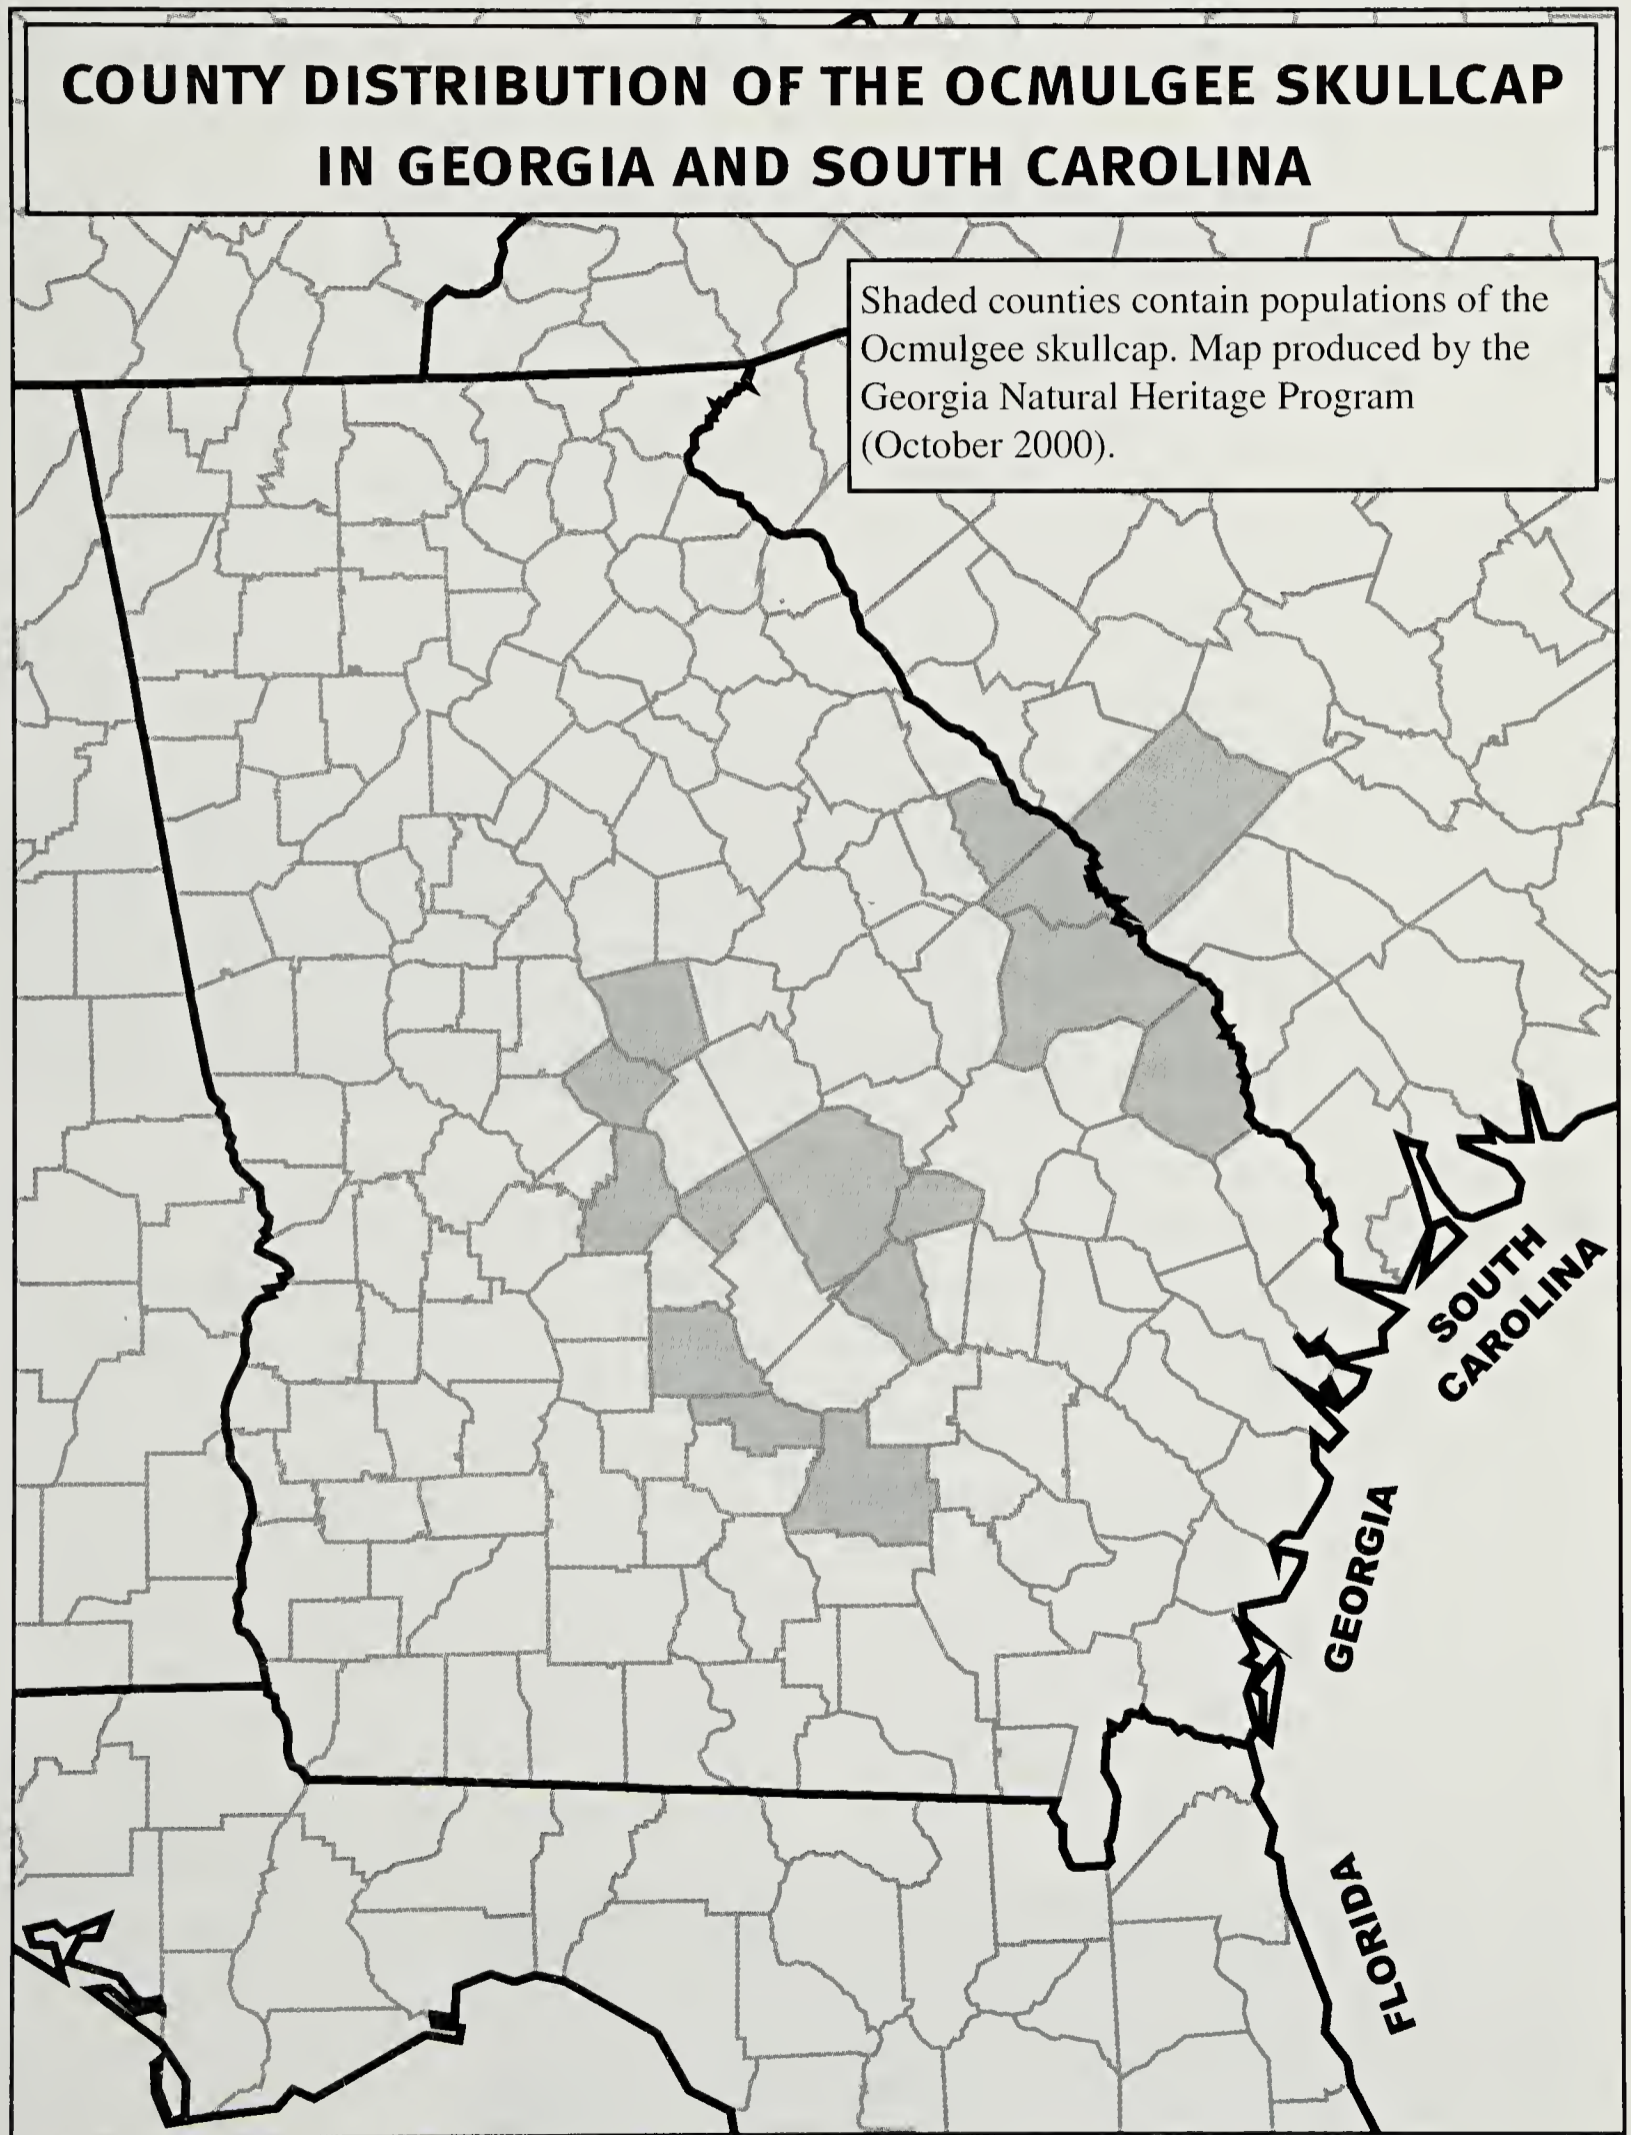 COUNTY DISTRIBUTION OF THE OCMULGEE SKULLCAP
IN GEORGIA AND SOUTH CAROLINA
Shaded counties contain populations of the
Ocmulgee skullcap. Map produced by the
Georgia Natural Heritage Program
(October 2000).
SOUTH
CAROLINA
GEORGIA
FLORIDA